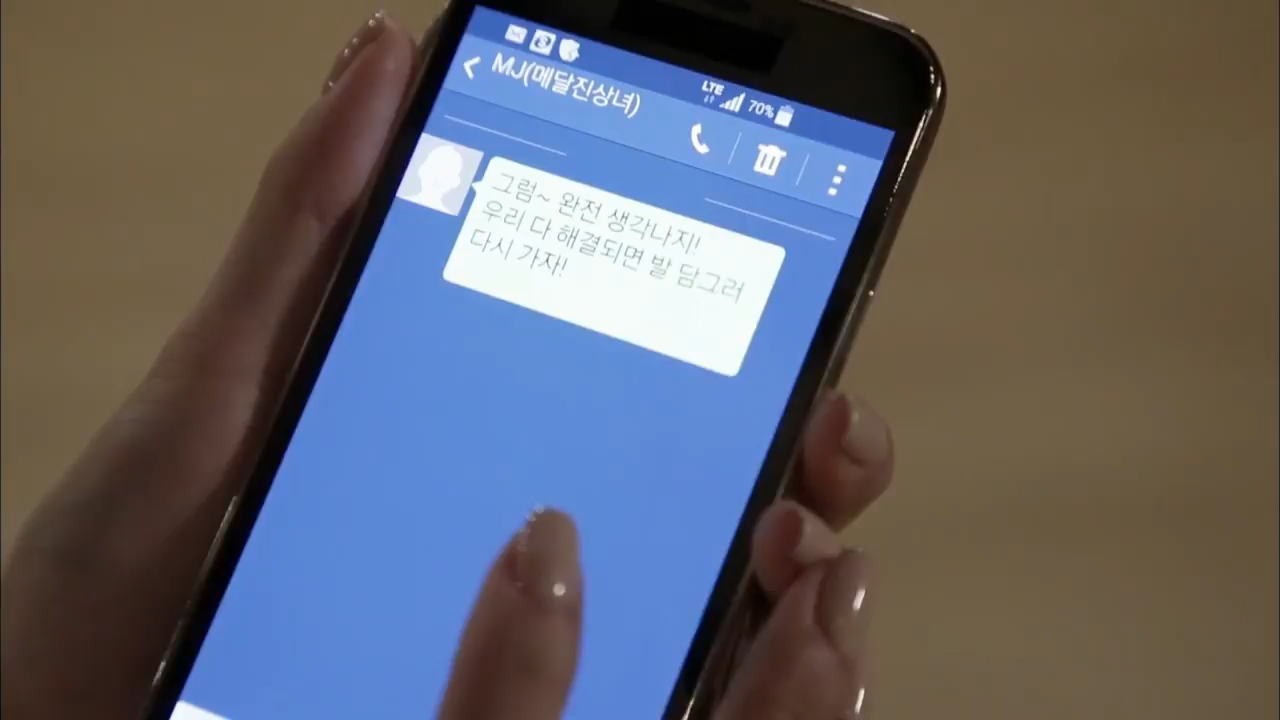 LTE 70%
MJ(메달진상녀)
그럼~ 완전 생각나지!
우리 다 해결되면 발 담그러
다시 가자!